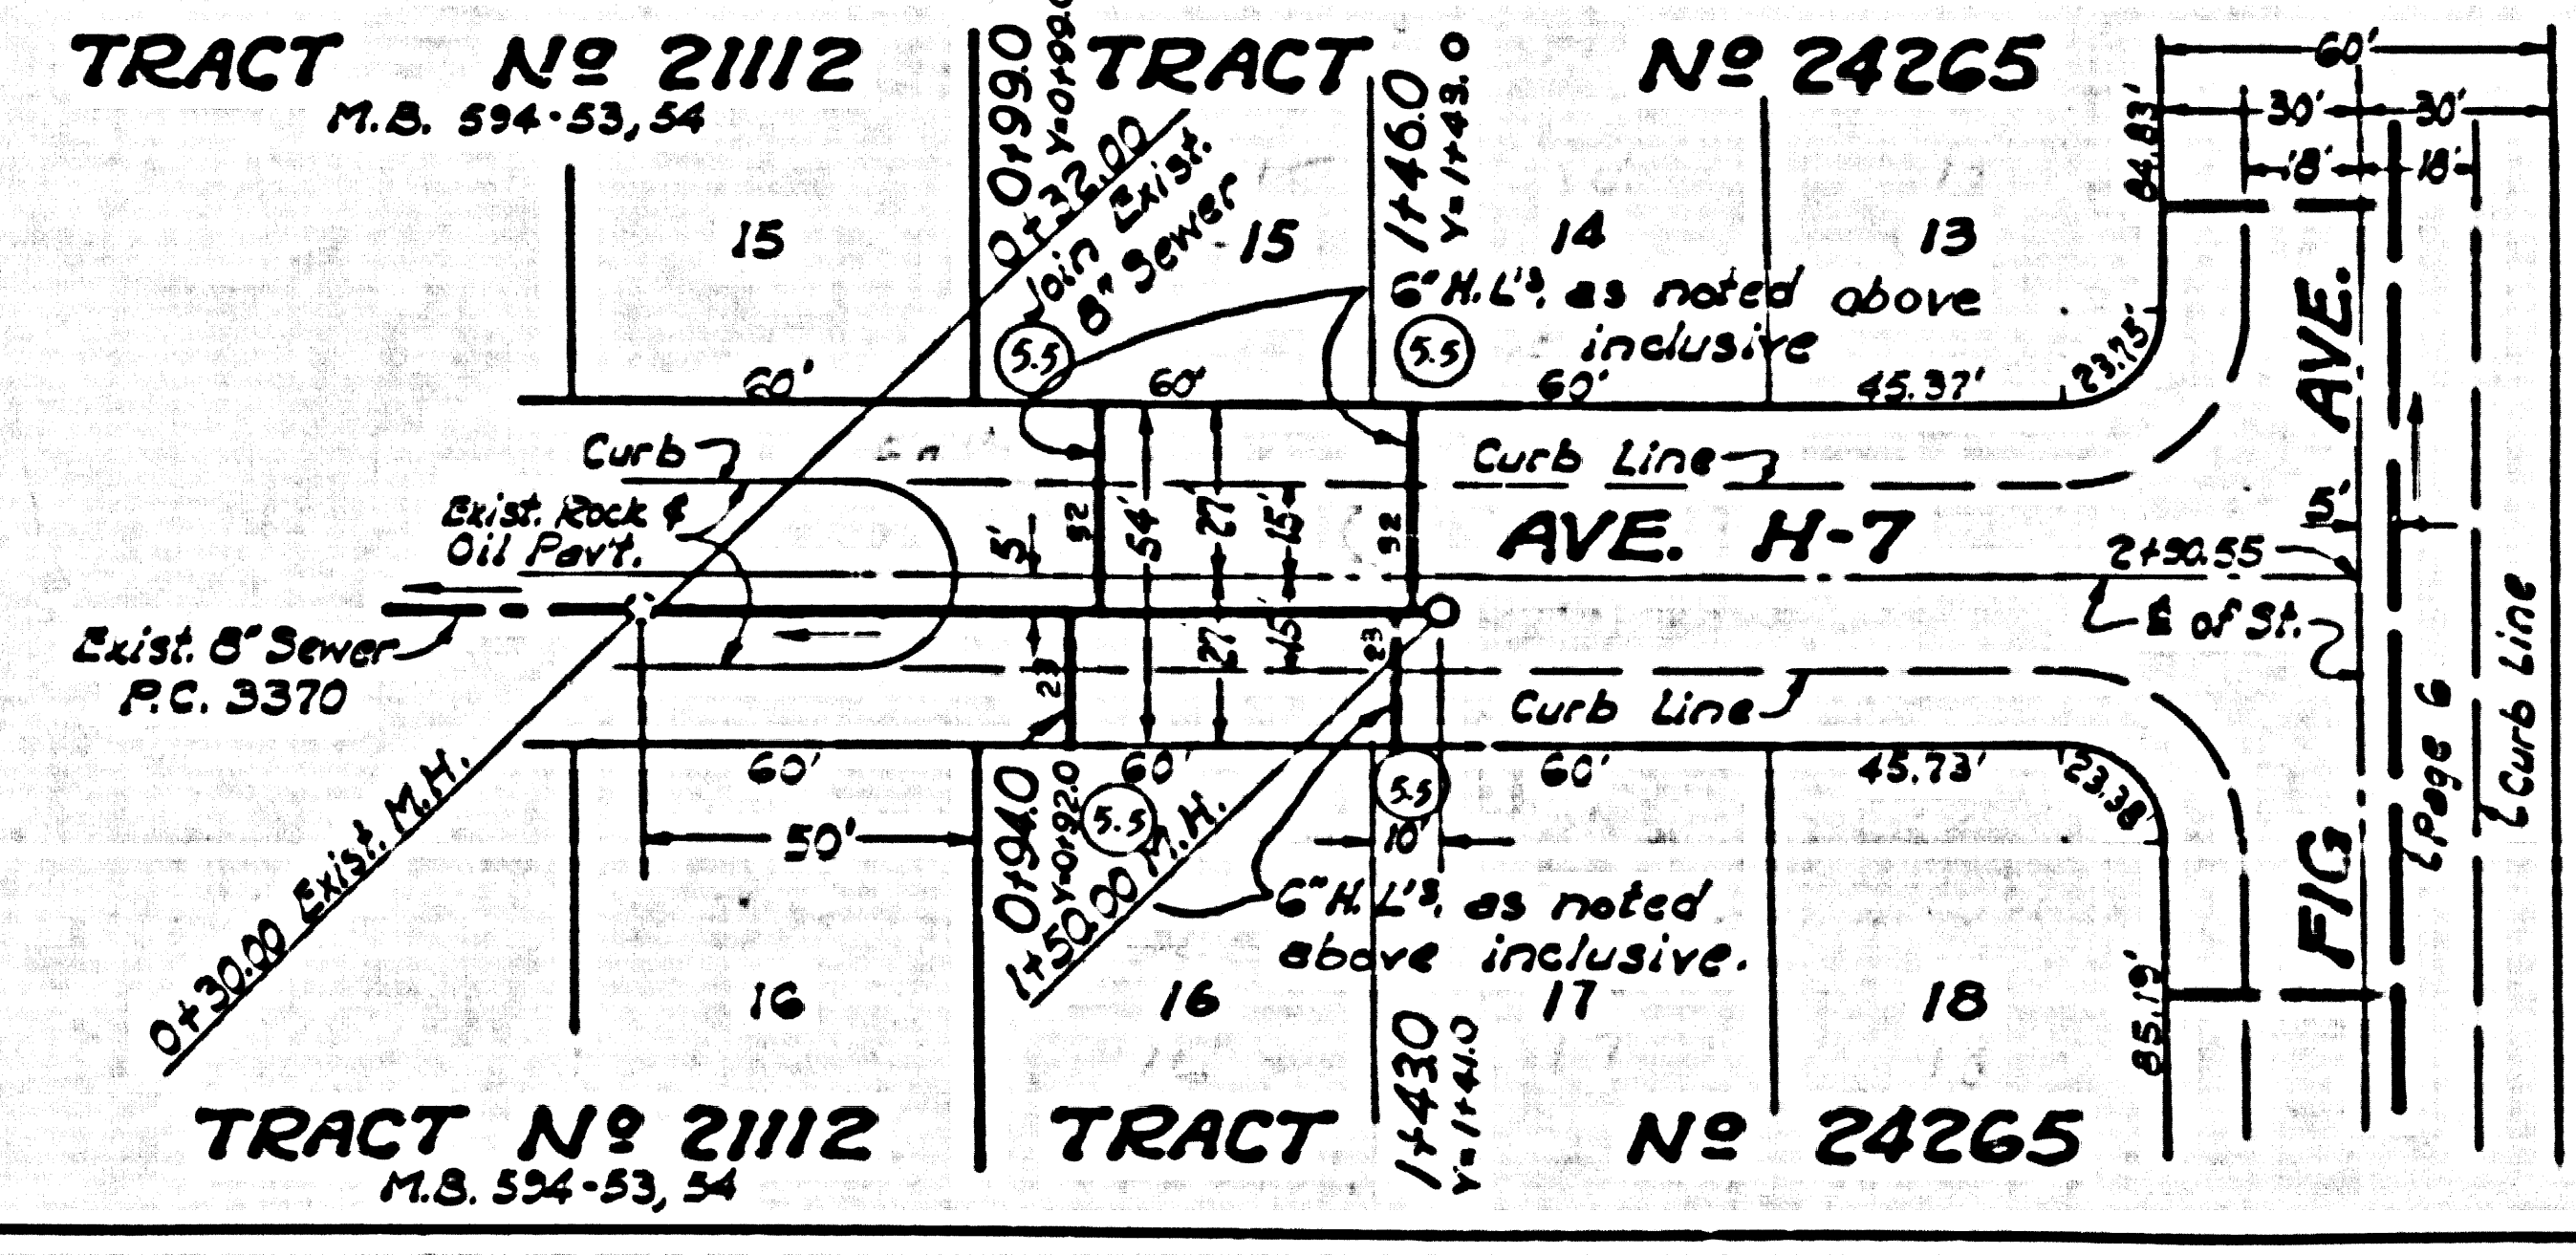 TRACT Nº 21112
M.B. 594-53, 54
0+99.0
Y=0+99.0
TRACT Nº 24265
1+46.0
Y=1+43.0
60'
30' 30'
18' 18'
84.83'
0+32.00
Join Exist.
8" Sewer
15
15
14
13
6" H.L's. as noted above
inclusive
5.5
5.5
60'
60'
60'
45.37'
23.75'
AVE.
Curb
Curb Line
Exist. Rock &
Oil Pav't.
5'
32
54'
27'
15'
32
AVE. H-7
5'
2+90.55
℄ of St.
Exist. 8" Sewer
P.C. 3370
23
27'
15'
23
Curb Line
Page 6
Curb Line
60'
60'
60'
45.73'
23.38'
50'
10'
0+94.0
Y=0+92.0
5.5
5.5
0+30.00 Exist. M.H.
1+50.00 M.H.
6" H.L's. as noted
above inclusive.
FIG
16
16
17
18
85.19'
1+43.0
Y=1+41.0
TRACT Nº 21112
M.B. 594-53, 54
TRACT Nº 24265